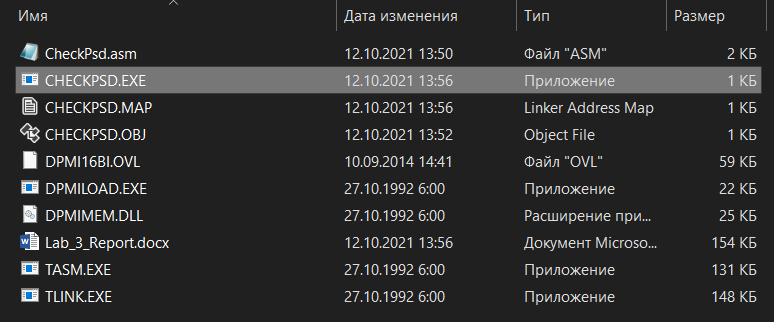 Имя Дата изменения Тип Размер
CheckPsd.asm 12.10.2021 13:50 Файл "ASM" 2 КБ
CHECKPSD.EXE 12.10.2021 13:56 Приложение 1 КБ
CHECKPSD.MAP 12.10.2021 13:56 Linker Address Map 1 КБ
CHECKPSD.OBJ 12.10.2021 13:52 Object File 1 КБ
DPMI16BI.OVL 10.09.2014 14:41 Файл "OVL" 59 КБ
DPMILOAD.EXE 27.10.1992 6:00 Приложение 22 КБ
DPMIMEM.DLL 27.10.1992 6:00 Расширение при... 25 КБ
Lab_3_Report.docx 12.10.2021 13:56 Документ Microso... 154 КБ
TASM.EXE 27.10.1992 6:00 Приложение 131 КБ
TLINK.EXE 27.10.1992 6:00 Приложение 148 КБ